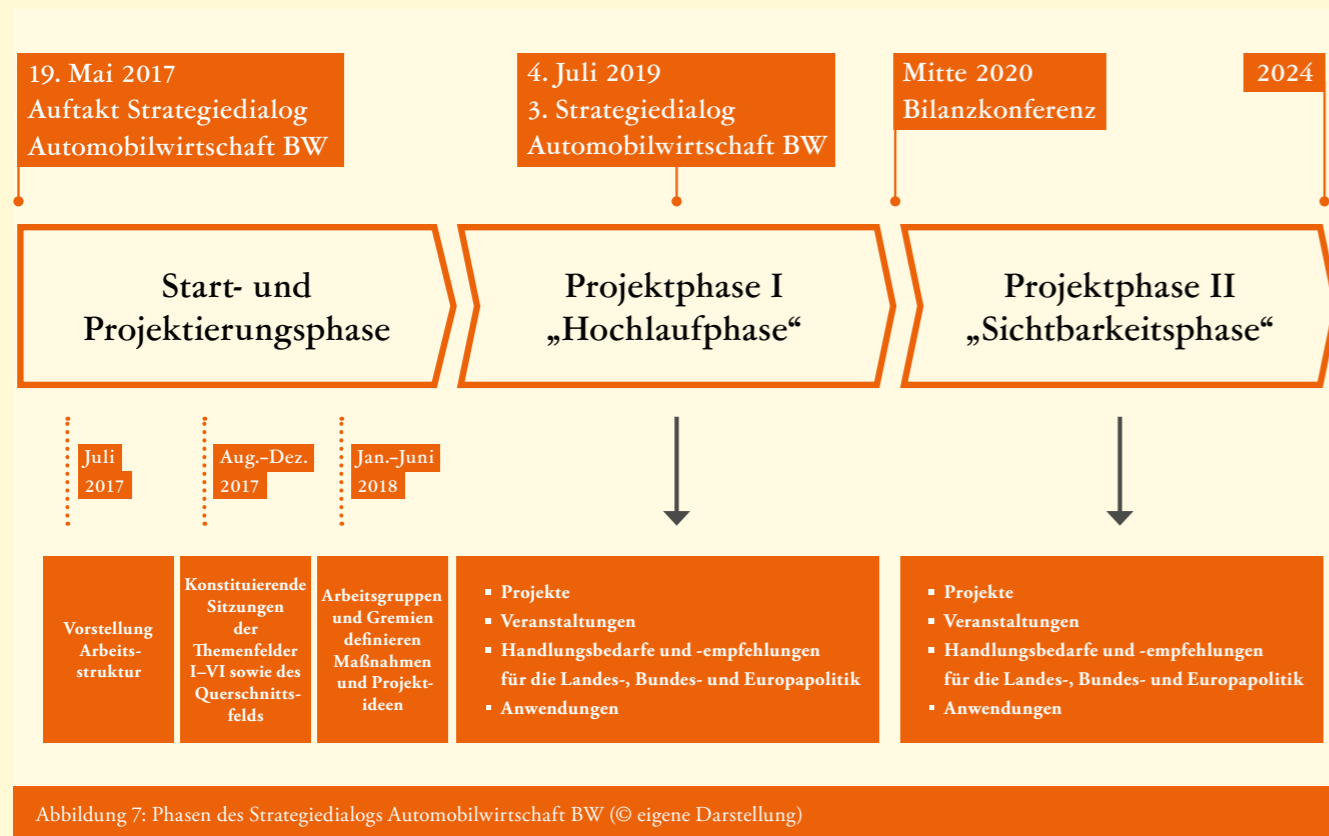 19. Mai 2017
Auftakt Strategiedialog
Automobilwirtschaft BW
4. Juli 2019
3. Strategiedialog
Automobilwirtschaft BW
Mitte 2020
Bilanzkonferenz
2024
Start- und
Projektierungsphase
Projektphase I
„Hochlaufphase“
Projektphase II
„Sichtbarkeitsphase“
Juli
2017
Aug.–Dez.
2017
Jan.–Juni
2018
Vorstellung
Arbeits-
struktur
Konstituierende
Sitzungen
der
Themenfelder
I–VI sowie des
Querschnitts-
felds
Arbeitsgruppen
und Gremien
definieren
Maßnahmen
und Projekt-
ideen
▪ Projekte
▪ Veranstaltungen
▪ Handlungsbedarfe und -empfehlungen
für die Landes-, Bundes- und Europapolitik
▪ Anwendungen
▪ Projekte
▪ Veranstaltungen
▪ Handlungsbedarfe und -empfehlungen
für die Landes-, Bundes- und Europapolitik
▪ Anwendungen
Abbildung 7: Phasen des Strategiedialogs Automobilwirtschaft BW (© eigene Darstellung)